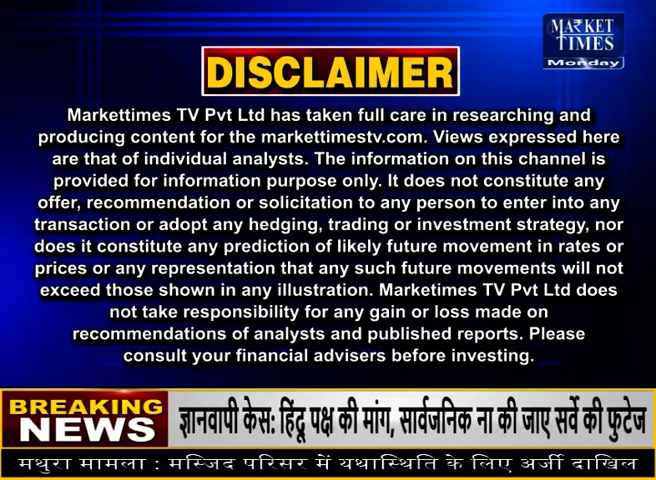 MARKET
TIMES
Monday
DISCLAIMER
Markettimes TV Pvt Ltd has taken full care in researching and
producing content for the markettimestv.com. Views expressed here
are that of individual analysts. The information on this channel is
provided for information purpose only. It does not constitute any
offer, recommendation or solicitation to any person to enter into any
transaction or adopt any hedging, trading or investment strategy, nor
does it constitute any prediction of likely future movement in rates or
prices or any representation that any such future movements will not
exceed those shown in any illustration. Marketimes TV Pvt Ltd does
not take responsibility for any gain or loss made on
recommendations of analysts and published reports. Please
consult your financial advisers before investing.
BREAKING
NEWS
ज्ञानवापी केस: हिंदू पक्ष की मांग, सार्वजनिक ना की जाए सर्वे की फुटेज
मथुरा मामला : मस्जिद परिसर में यथास्थिति के लिए अर्जी दाखिल